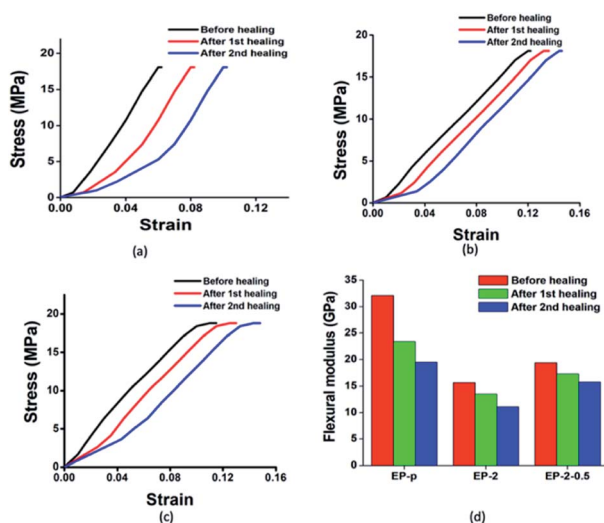 Before healing
After 1st healing
After 2nd healing
Stress (MPa)
20
15
10
5
0
0.00 0.04 0.08 0.12
Strain
(a)
Before healing
After 1st healing
After 2nd healing
Stress (MPa)
20
15
10
5
0
0.00 0.04 0.08 0.12 0.16
Strain
(b)
Before healing
After 1st healing
After 2nd healing
Stress (MPa)
20
15
10
5
0
0.00 0.04 0.08 0.12 0.16
Strain
(c)
Before healing
After 1st healing
After 2nd healing
Flexural modulus (GPa)
35
30
25
20
15
10
5
0
EP-p EP-2 EP-2-0.5
(d)